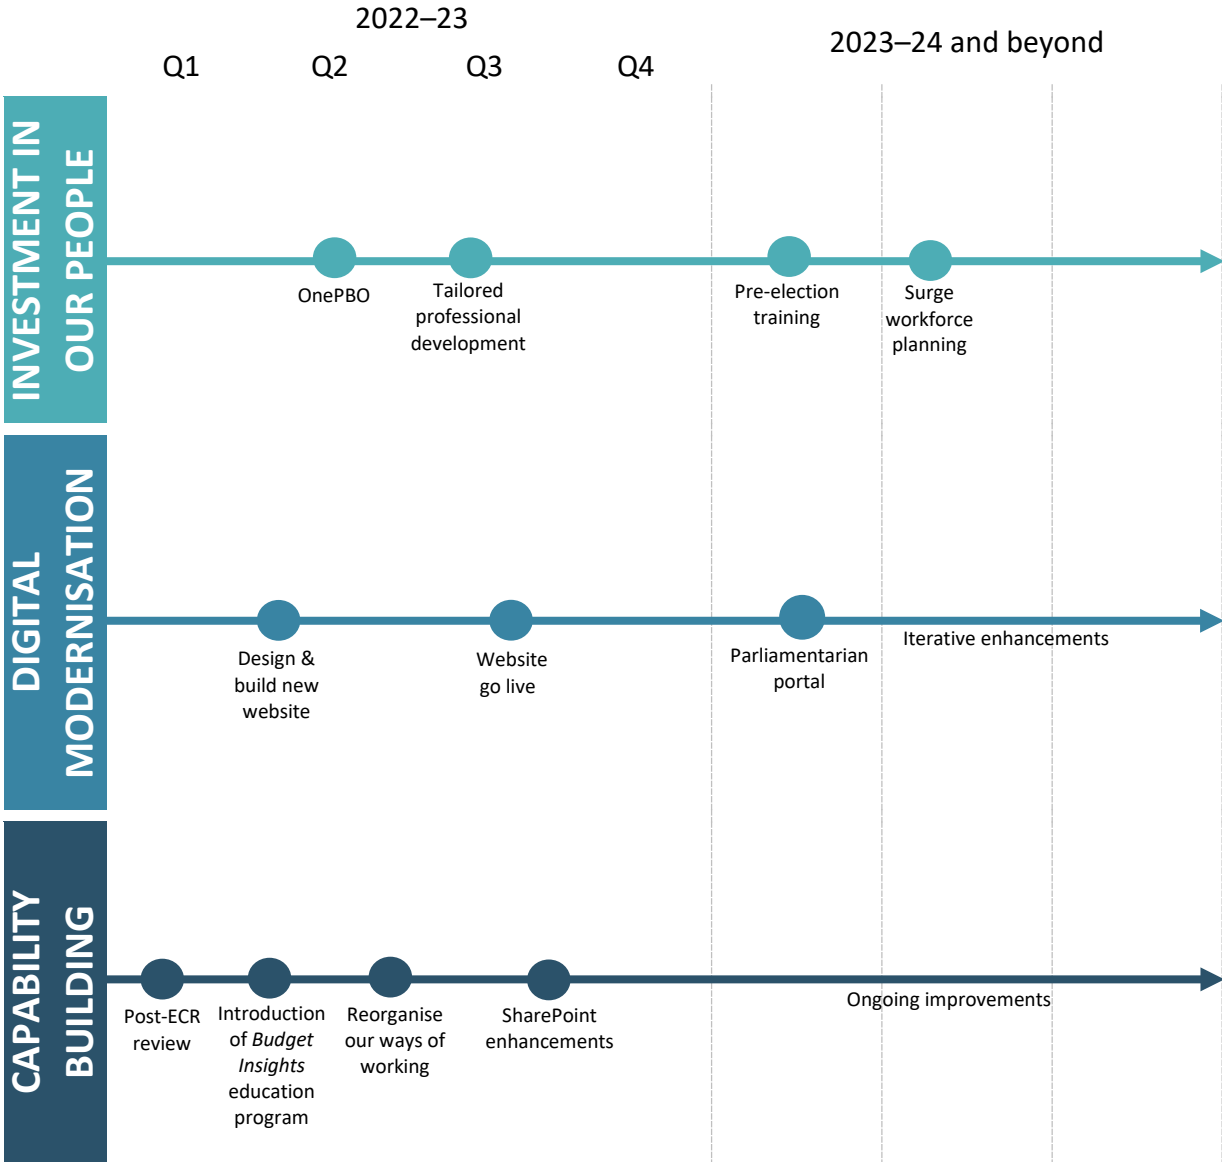 2022–23
2023–24 and beyond
Q1
Q2
Q3
Q4
INVESTMENT IN
OUR PEOPLE
OnePBO
Tailored
professional
development
Pre-election
training
Surge
workforce
planning
DIGITAL
MODERNISATION
Design &
build new
website
Website
go live
Parliamentarian
portal
Iterative enhancements
CAPABILITY
BUILDING
Post-ECR
review
Introduction
of Budget
Insights
education
program
Reorganise
our ways of
working
SharePoint
enhancements
Ongoing improvements